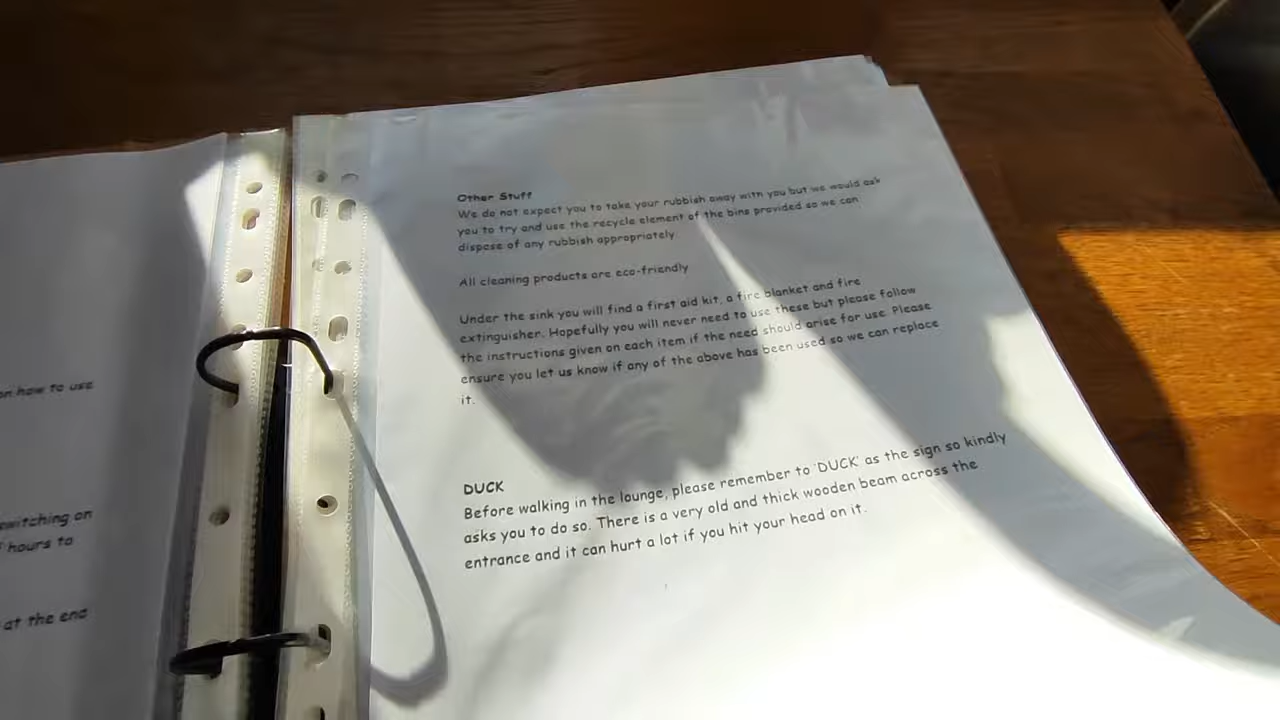 on how to use
switching on
hours to
at the end
Other Stuff
We do not expect you to take your rubbish away with you but we would ask
you to try and use the recycle element of the bins provided so we can
dispose of any rubbish appropriately
All cleaning products are eco-friendly
Under the sink you will find a first aid kit, a fire blanket and fire
extinguisher. Hopefully you will never need to use these but please follow
the instructions given on each item if the need should arise for use. Please
ensure you let us know if any of the above has been used so we can replace
it.
DUCK
Before walking in the lounge, please remember to 'DUCK' as the sign so kindly
asks you to do so. There is a very old and thick wooden beam across the
entrance and it can hurt a lot if you hit your head on it.